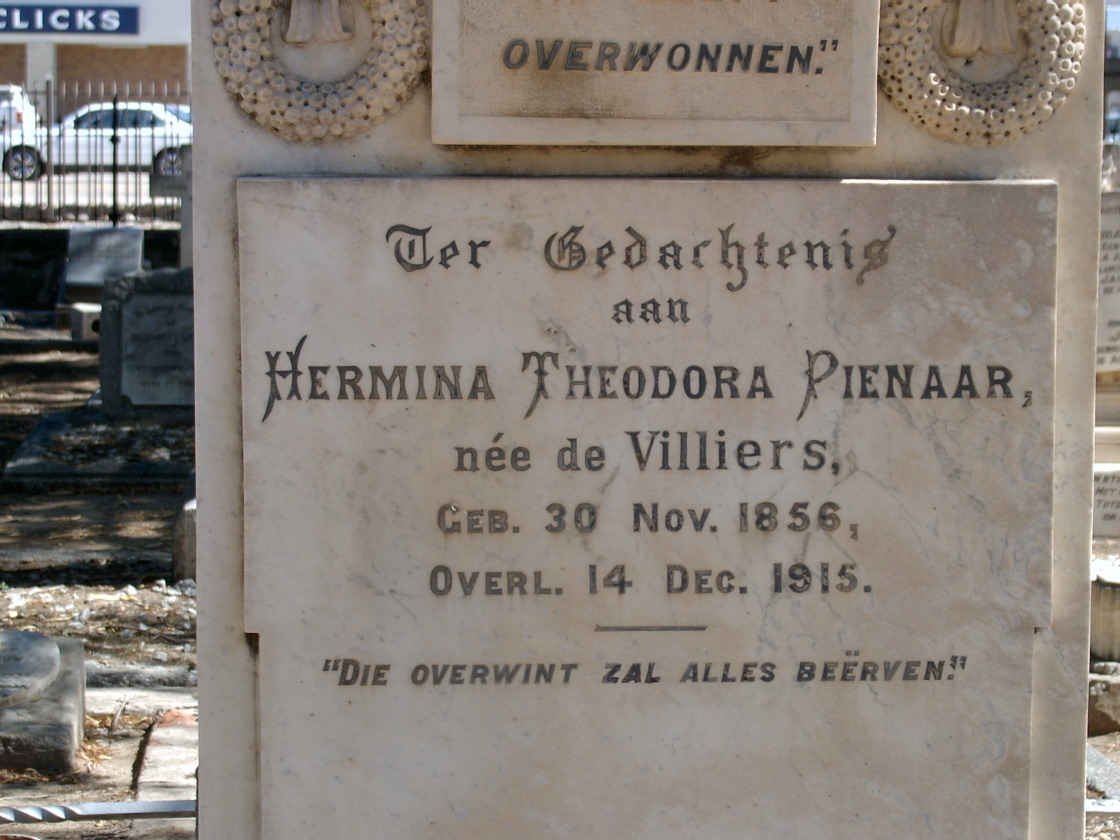 CLICKS
OVERWONNEN."
Ter Gedachtenis
aan
HERMINA THEODORA PIENAAR,
née de Villiers,
GEB. 30 NOV. 1856,
OVERL. 14 DEC. 1915.
"DIE OVERWINT ZAL ALLES BEËRVEN."